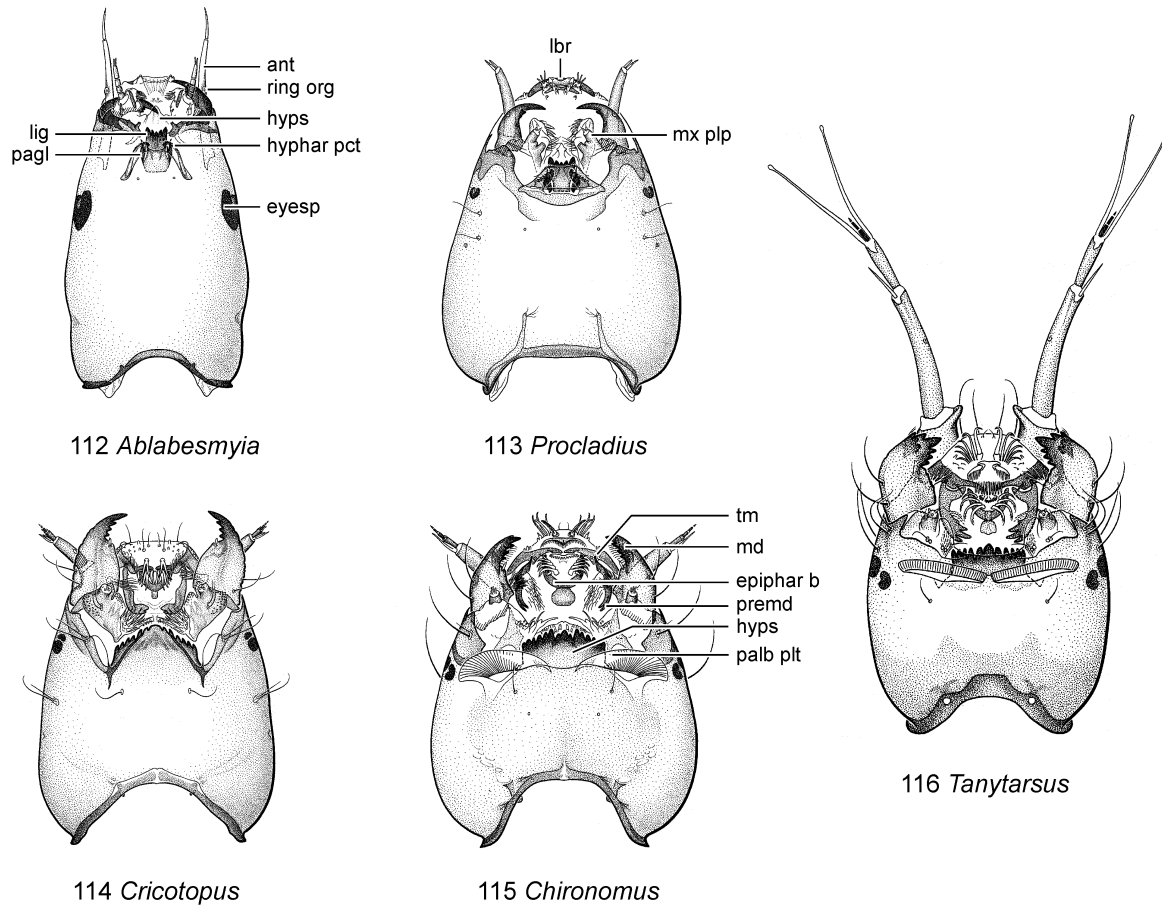 ant
ring org
hyps
lig
hyphar pct
pagl
eyesp
112 Ablabesmyia
lbr
mx plp
113 Procladius
114 Cricotopus
tm
md
epiphar b
premd
hyps
palb plt
115 Chironomus
116 Tanytarsus